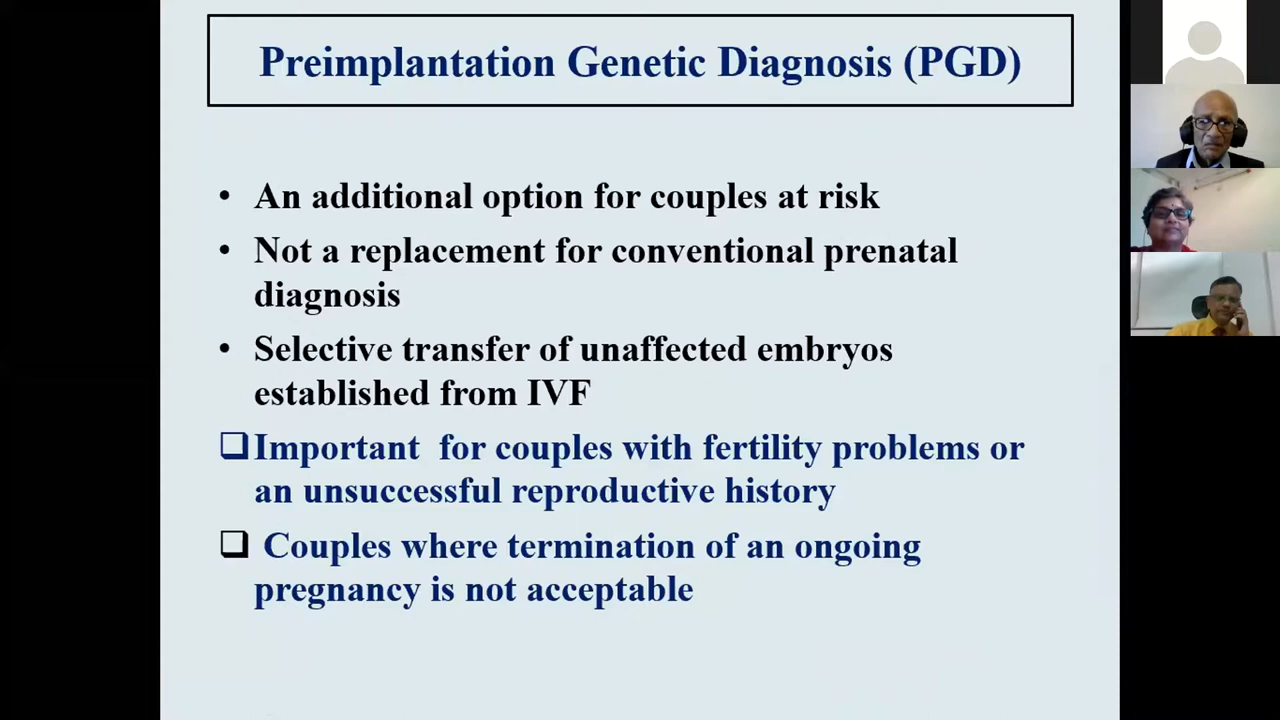 Preimplantation Genetic Diagnosis (PGD)
• An additional option for couples at risk
• Not a replacement for conventional prenatal
diagnosis
• Selective transfer of unaffected embryos
established from IVF
❑Important for couples with fertility problems or
an unsuccessful reproductive history
❑ Couples where termination of an ongoing
pregnancy is not acceptable